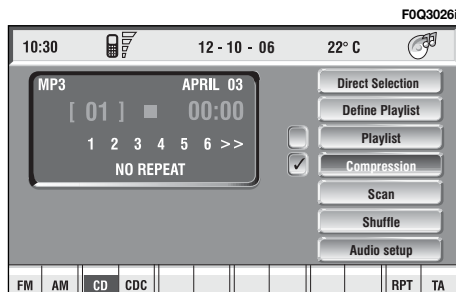 F0Q3026i
10:30 12 - 10 - 06 22° C
MP3 APRIL 03
[ 01 ] 00:00
1 2 3 4 5 6 >>
NO REPEAT
Direct Selection
Define Playlist
Playlist
Compression
Scan
Shuffle
Audio setup
FM AM CD CDC RPT TA